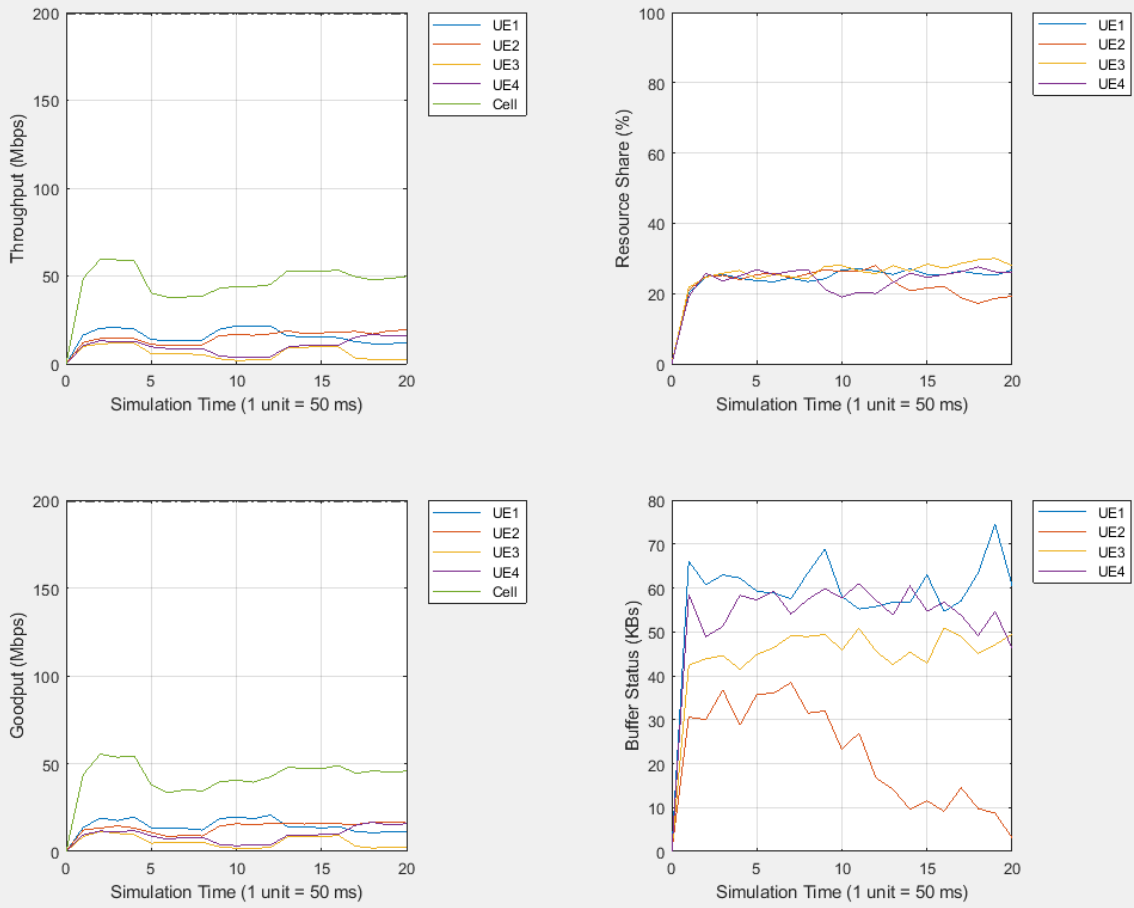 200
150
100
50
0
Throughput (Mbps)
0 5 10 15 20
Simulation Time (1 unit = 50 ms)
UE1
UE2
UE3
UE4
Cell
100
80
60
40
20
0
Resource Share (%)
0 5 10 15 20
Simulation Time (1 unit = 50 ms)
UE1
UE2
UE3
UE4
200
150
100
50
0
Goodput (Mbps)
0 5 10 15 20
Simulation Time (1 unit = 50 ms)
UE1
UE2
UE3
UE4
Cell
80
70
60
50
40
30
20
10
0
Buffer Status (KBs)
0 5 10 15 20
Simulation Time (1 unit = 50 ms)
UE1
UE2
UE3
UE4